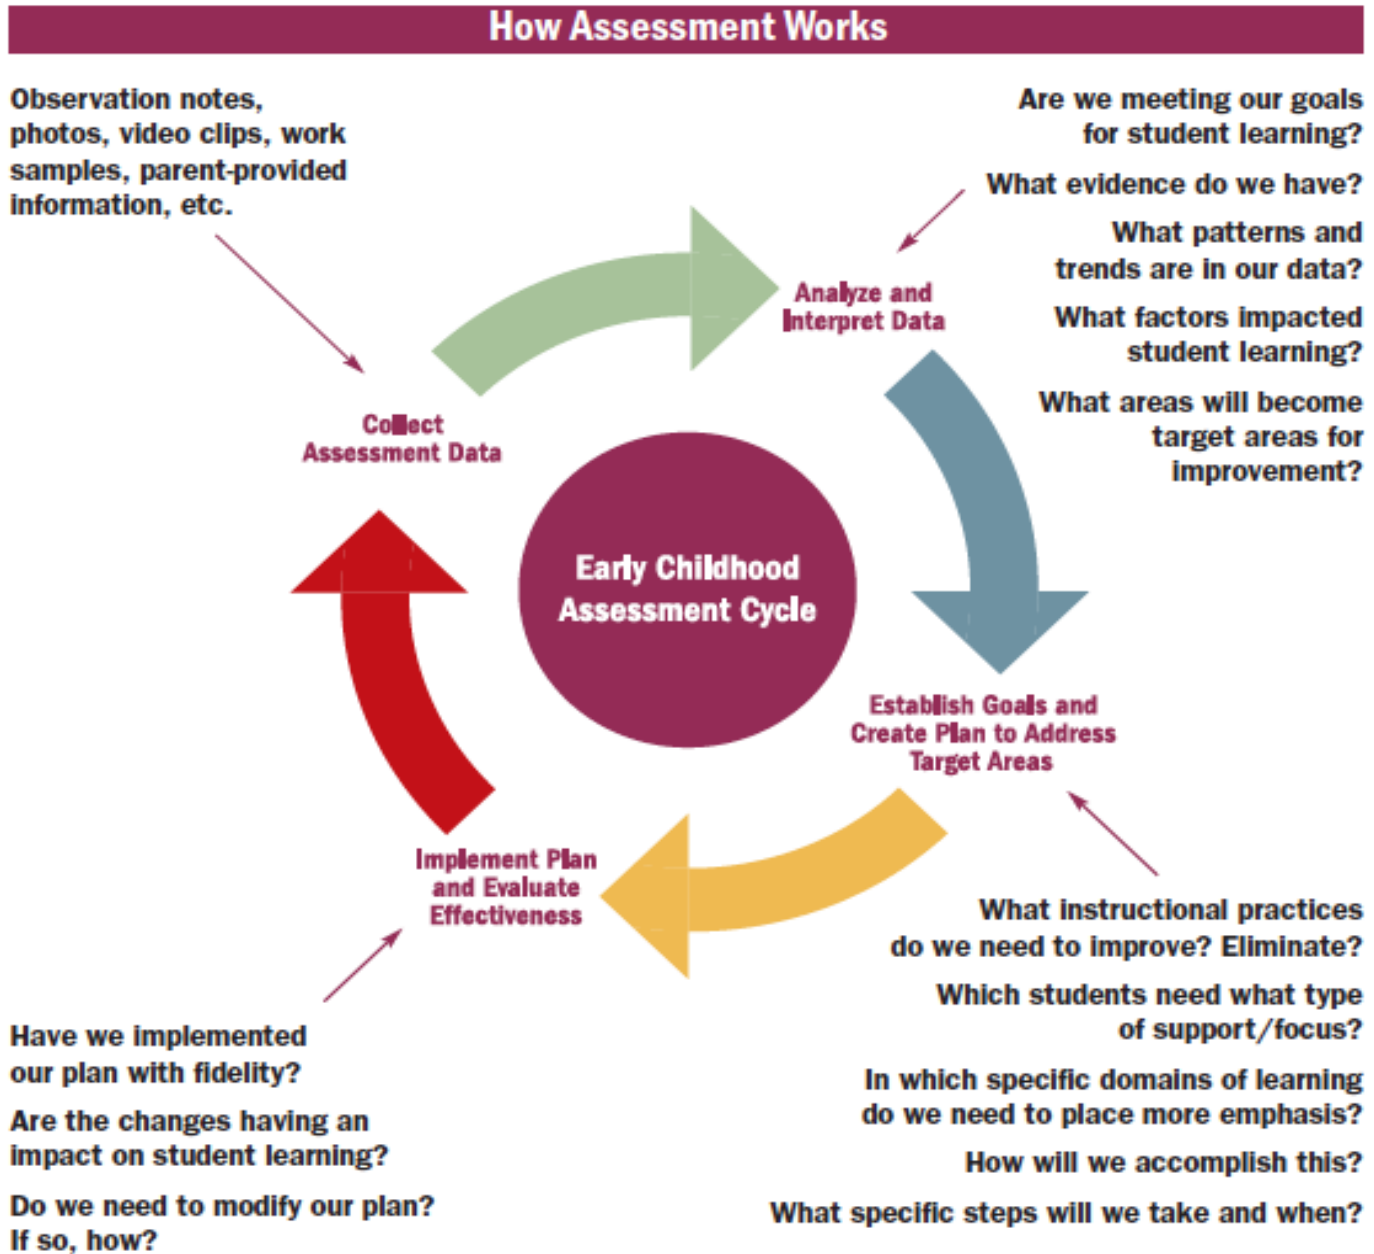 How Assessment Works
Observation notes,
photos, video clips, work
samples, parent-provided
information, etc.
Are we meeting our goals
for student learning?
What evidence do we have?
What patterns and
trends are in our data?
What factors impacted
student learning?
What areas will become
target areas for
improvement?
Analyze and
Interpret Data
Collect
Assessment Data
Early Childhood
Assessment Cycle
Establish Goals and
Create Plan to Address
Target Areas
Implement Plan
and Evaluate
Effectiveness
What instructional practices
do we need to improve? Eliminate?
Which students need what type
of support/focus?
In which specific domains of learning
do we need to place more emphasis?
How will we accomplish this?
What specific steps will we take and when?
Have we implemented
our plan with fidelity?
Are the changes having an
impact on student learning?
Do we need to modify our plan?
If so, how?